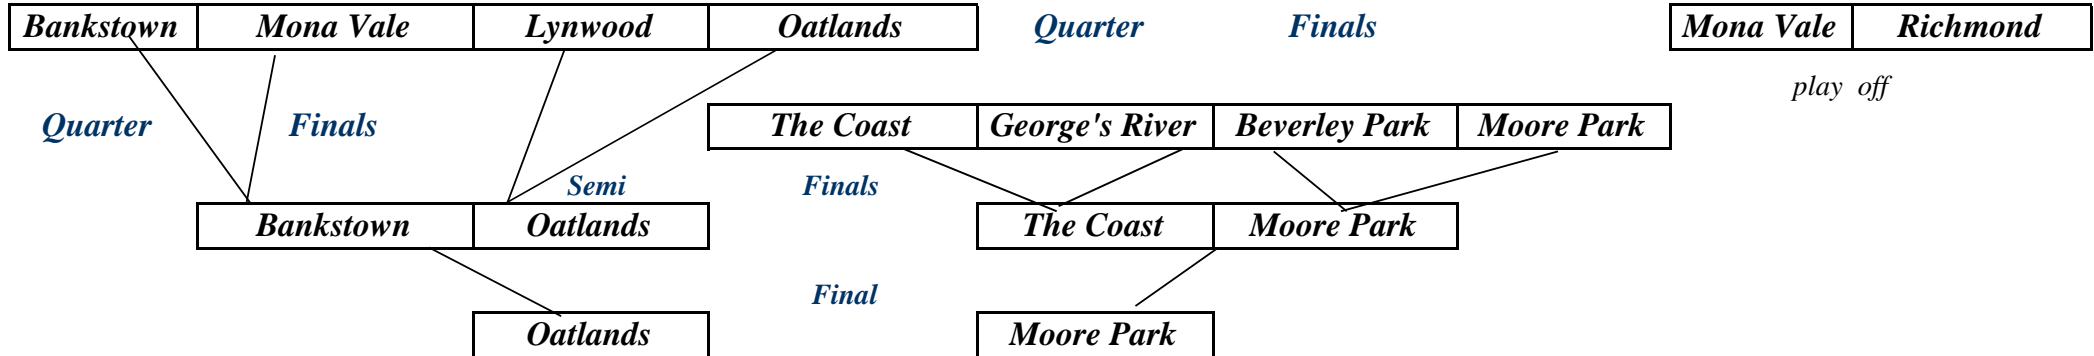 Bankstown Mona Vale Lynwood Oatlands Quarter Finals Mona Vale Richmond
play off
Quarter Finals The Coast George's River Beverley Park Moore Park
Semi Finals
Bankstown Oatlands The Coast Moore Park
Final
Oatlands Moore Park